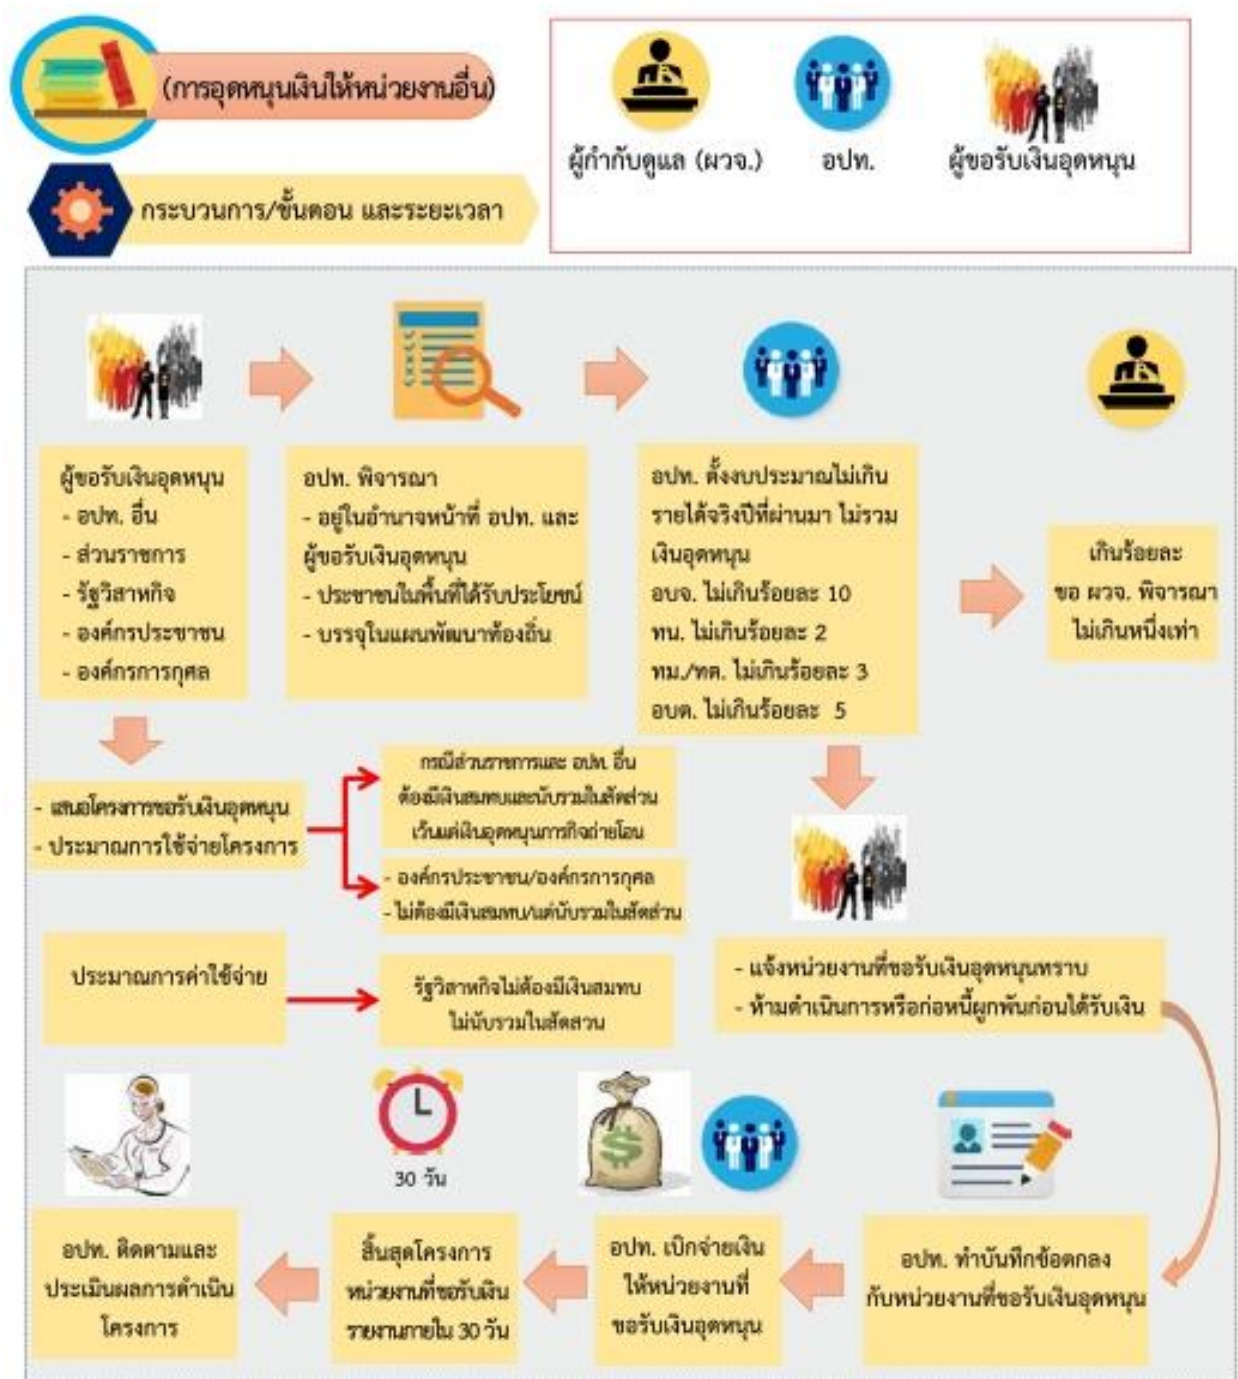 (การอุดหนุนเงินให้หน่วยงานอื่น)
ผู้กำกับดูแล (ผวจ.)
อปท.
ผู้ขอรับเงินอุดหนุน
กระบวนการ/ขั้นตอน และระยะเวลา
ผู้ขอรับเงินอุดหนุน
- อปท. อื่น
- ส่วนราชการ
- รัฐวิสาหกิจ
- องค์กรประชาชน
- องค์กรการกุศล
อปท. พิจารณา
- อยู่ในอำนาจหน้าที่ อปท. และ
ผู้ขอรับเงินอุดหนุน
- ประชาชนในพื้นที่ได้รับประโยชน์
- บรรจุในแผนพัฒนาท้องถิ่น
อปท. ตั้งงบประมาณไม่เกิน
รายได้จริงปีที่ผ่านมา ไม่รวม
เงินอุดหนุน
อบจ. ไม่เกินร้อยละ 10
ทน. ไม่เกินร้อยละ 2
ทม./ทต. ไม่เกินร้อยละ 3
อบต. ไม่เกินร้อยละ 5
เกินร้อยละ
ขอ ผวจ. พิจารณา
ไม่เกินหนึ่งเท่า
- เสนอโครงการขอรับเงินอุดหนุน
- ประมาณการใช้จ่ายโครงการ
กรณีส่วนราชการและ อปท. อื่น
ต้องมีเงินสมทบและนับรวมในสัดส่วน
เว้นแต่เงินอุดหนุนภารกิจถ่ายโอน
- องค์กรประชาชน/องค์กรการกุศล
- ไม่ต้องมีเงินสมทบ/แต่นับรวมในสัดส่วน
ประมาณการค่าใช้จ่าย
รัฐวิสาหกิจไม่ต้องมีเงินสมทบ
ไม่นับรวมในสัดสวน
- แจ้งหน่วยงานที่ขอรับเงินอุดหนุนทราบ
- ห้ามดำเนินการหรือก่อหนี้ผูกพันก่อนได้รับเงิน
30 วัน
อปท. ติดตามและ
ประเมินผลการดำเนิน
โครงการ
สิ้นสุดโครงการ
หน่วยงานที่ขอรับเงิน
รายงานภายใน 30 วัน
อปท. เบิกจ่ายเงิน
ให้หน่วยงานที่
ขอรับเงินอุดหนุน
อปท. ทำบันทึกข้อตกลง
กับหน่วยงานที่ขอรับเงินอุดหนุน